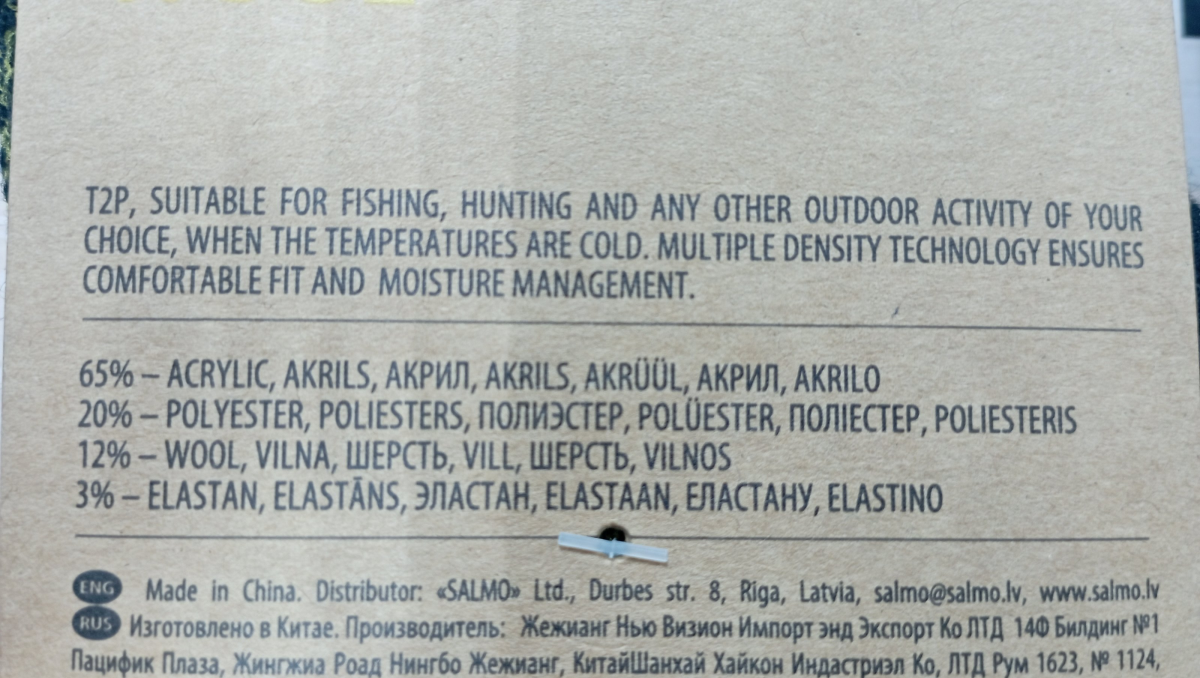 T2P, SUITABLE FOR FISHING, HUNTING AND ANY OTHER OUTDOOR ACTIVITY OF YOUR
CHOICE, WHEN THE TEMPERATURES ARE COLD. MULTIPLE DENSITY TECHNOLOGY ENSURES
COMFORTABLE FIT AND MOISTURE MANAGEMENT.
65% – ACRYLIC, AKRILS, АКРИЛ, AKRILS, AKRÜÜL, АКРИЛ, AKRILO
20% – POLYESTER, POLIESTERS, ПОЛИЭСТЕР, POLÜESTER, ПОЛІЕСТЕР, POLIESTERIS
12% – WOOL, VILNA, ШЕРСТЬ, VILL, ШЕРСТЬ, VILNOS
3% – ELASTAN, ELASTĀNS, ЭЛАСТАН, ELASTAAN, ЕЛАСТАНУ, ELASTINO
ENG Made in China. Distributor: «SALMO» Ltd., Durbes str. 8, Riga, Latvia, salmo@salmo.lv, www.salmo.lv
RUS Изготовлено в Китае. Производитель: Жежианг Нью Визион Импорт энд Экспорт Ко ЛТД 14Ф Билдинг №1
Пацифик Плаза, Жингжиа Роад Нингбо Жежианг, КитайШанхай Хайкон Индастриэл Ко, ЛТД Рум 1623, № 1124,